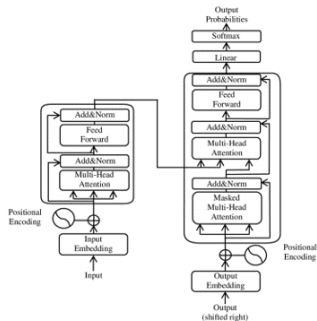 Output
Probabilities
Softmax
Linear
Add&Norm
Feed
Forward
Add&Norm
Multi-Head
Attention
Add&Norm
Masked
Multi-Head
Attention
Positional
Encoding
Output
Embedding
Output
(shifted right)
Add&Norm
Feed
Forward
Add&Norm
Multi-Head
Attention
Positional
Encoding
Input
Embedding
Input